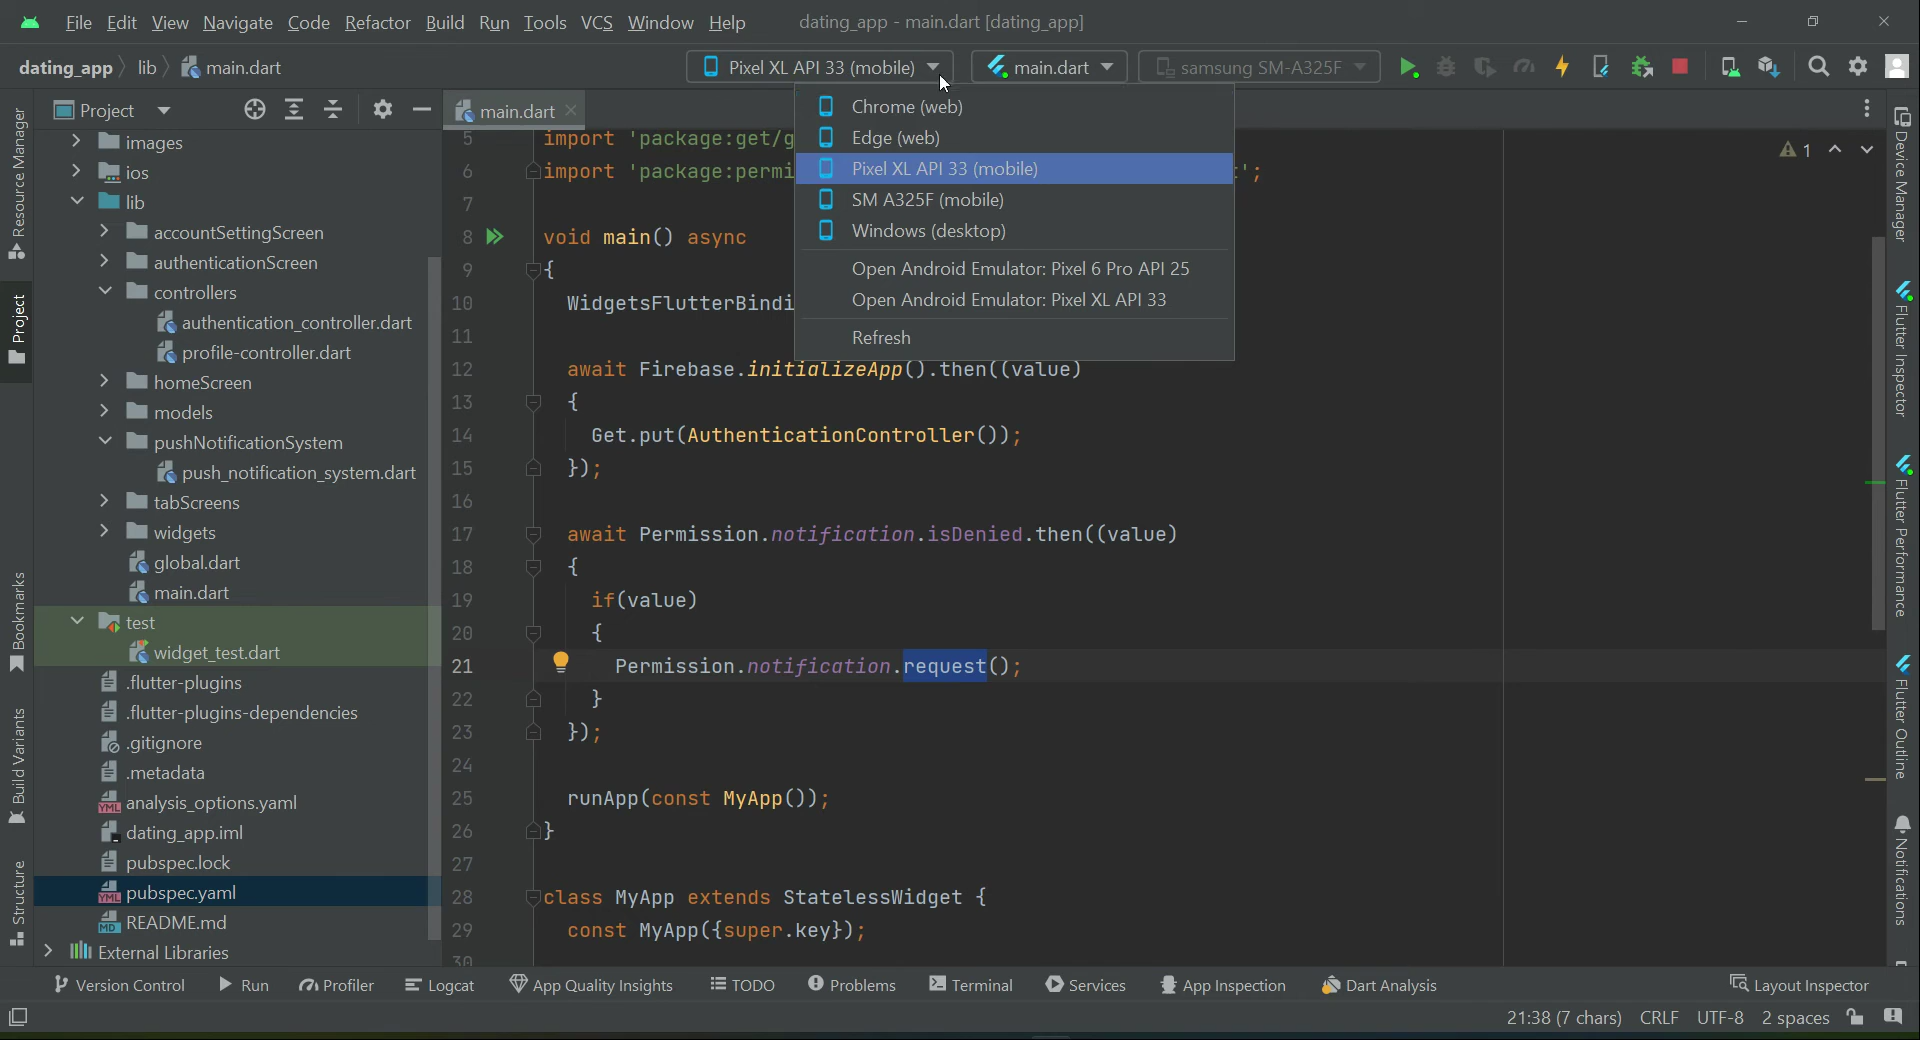 File Edit View Navigate Code Refactor Build Run Tools VCS Window Help dating_app - main.dart [dating_app]
dating_app lib main.dart Pixel XL API 33 (mobile) main.dart samsung SM-A325F
Project
main.dart
Resource Manager
Project
Bookmarks
Build Variants
Structure
images
ios
lib
accountSettingScreen
authenticationScreen
controllers
authentication_controller.dart
profile-controller.dart
homeScreen
models
pushNotificationSystem
push_notification_system.dart
tabScreens
widgets
global.dart
main.dart
test
widget_test.dart
.flutter-plugins
.flutter-plugins-dependencies
.gitignore
.metadata
analysis_options.yaml
dating_app.iml
pubspec.lock
pubspec.yaml
README.md
External Libraries
Chrome (web)
Edge (web)
Pixel XL API 33 (mobile)
SM A325F (mobile)
Windows (desktop)
Open Android Emulator: Pixel 6 Pro API 25
Open Android Emulator: Pixel XL API 33
Refresh
1
5 import 'package:get/g
6 import 'package:permi ';
7
8 void main() async
9 {
10 WidgetsFlutterBindi
11
12 await Firebase.initializeApp().then((value)
13 {
14 Get.put(AuthenticationController());
15 });
16
17 await Permission.notification.isDenied.then((value)
18 {
19 if(value)
20 {
21 Permission.notification.request();
22 }
23 });
24
25 runApp(const MyApp());
26 }
27
28 class MyApp extends StatelessWidget {
29 const MyApp({super.key});
30
Device Manager
Flutter Inspector
Flutter Performance
Flutter Outline
Notifications
Version Control Run Profiler Logcat App Quality Insights TODO Problems Terminal Services App Inspection Dart Analysis Layout Inspector
21:38 (7 chars) CRLF UTF-8 2 spaces